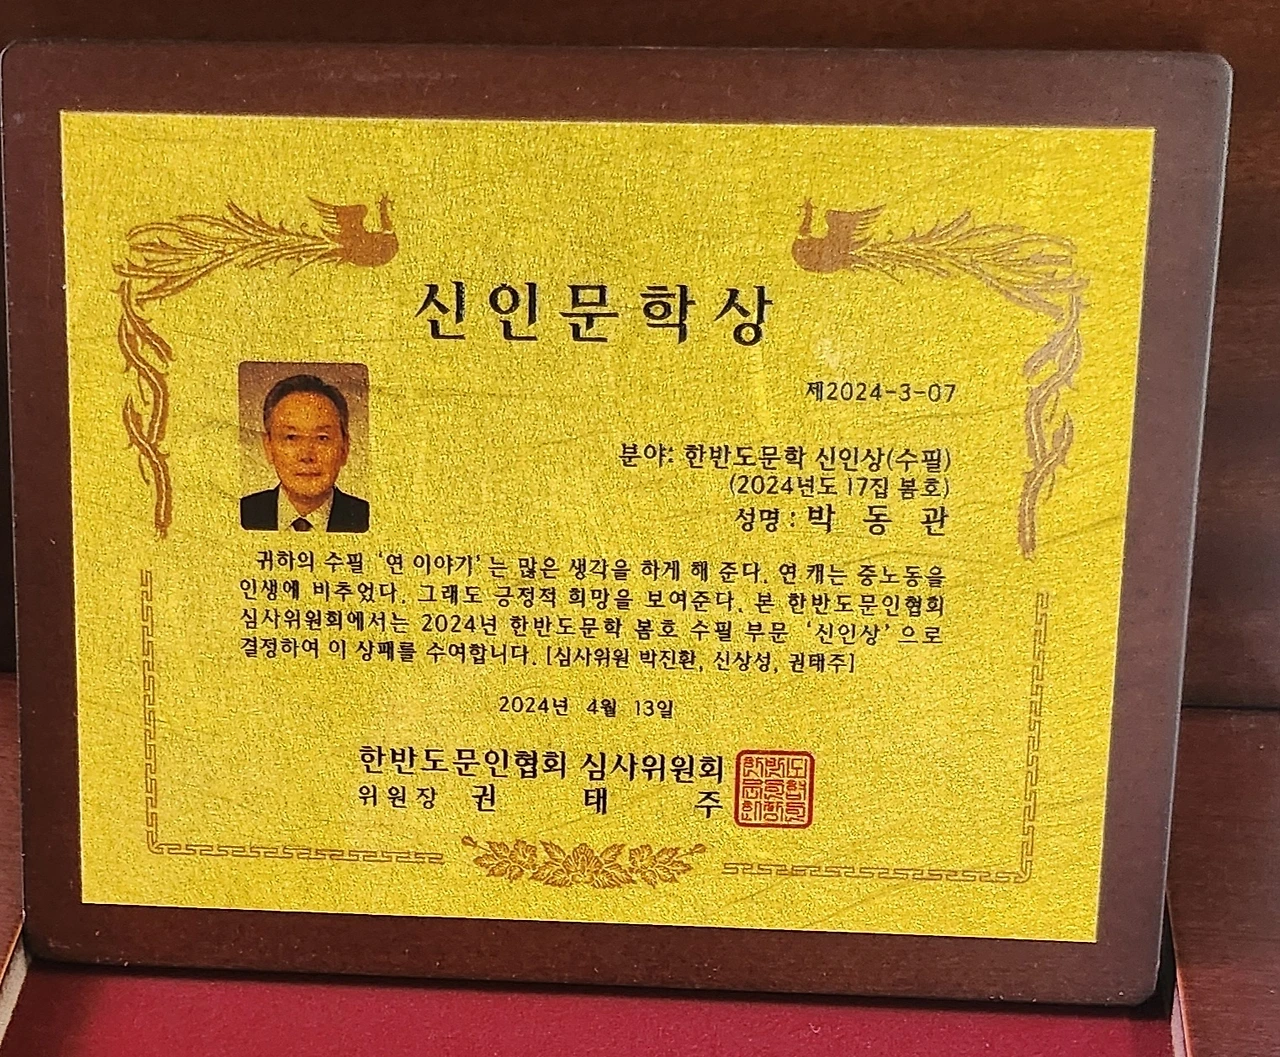 신인문학상
제2024-3-07
분야: 한반도문학 신인상(수필)
(2024년도 17집 봄호)
성명: 박 동 관
귀하의 수필 '연 이야기'는 많은 생각을 하게 해 준다. 연 캐는 중노동을
인생에 비추었다. 그래도 긍정적 희망을 보여준다. 본 한반도문인협회
심사위원회에서는 2024년 한반도문학 봄호 수필 부문 '신인상'으로
결정하여 이 상패를 수여합니다. [심사위원 박진환, 신상성, 권태주]
2024년 4월 13일
한반도문인협회 심사위원회
위원장 권 태 주